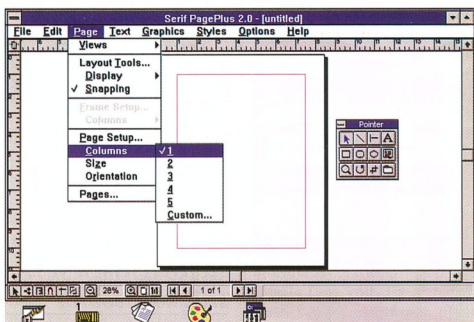 Serif PagePlus 2.0 - [untitled]
File Edit Page Text Graphics Styles Options Help
Views
Layout Tools...
Display
✓ Snapping
Frame Setup...
Columns
Page Setup...
Columns
Size
Orientation
Pages...
✓ 1
2
3
4
5
Custom...
Pointer
A
28%
1 of 1
1